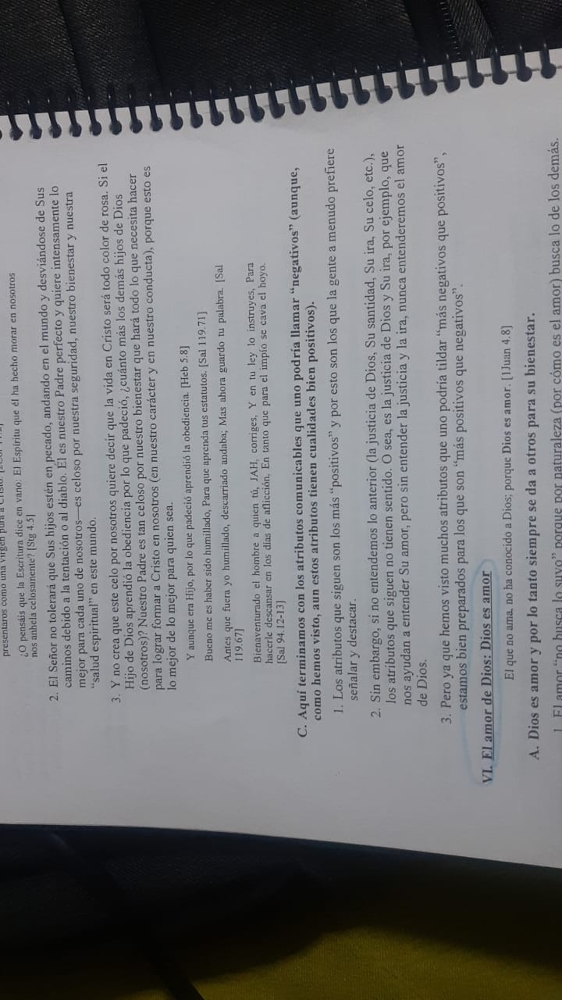 presentaros como una virgen pura a Cristo.
¿O pensáis que la Escritura dice en vano: El Espíritu que él ha hecho morar en nosotros
nos anhela celosamente? [Stg 4.5]
2. El Señor no tolerará que Sus hijos estén en pecado, andando en el mundo y desviándose de Sus
caminos debido a la tentación o al diablo. Él es nuestro Padre perfecto y quiere intensamente lo
mejor para cada uno de nosotros—es celoso por nuestra seguridad, nuestro bienestar y nuestra
“salud espiritual” en este mundo.
3. Y no crea que este celo por nosotros quiere decir que la vida en Cristo será todo color de rosa. Si el
Hijo de Dios aprendió la obediencia por lo que padeció, ¿cuánto más los demás hijos de Dios
(nosotros)? Nuestro Padre es tan celoso por nuestro bienestar que hará todo lo que necesita hacer
para lograr formar a Cristo en nosotros (en nuestro carácter y en nuestro conducta), porque esto es
lo mejor de lo mejor para quien sea.
Y aunque era Hijo, por lo que padeció aprendió la obediencia. [Heb 5.8]
Bueno me es haber sido humillado, Para que aprenda tus estatutos. [Sal 119.71]
Antes que fuera yo humillado, descarriado andaba; Mas ahora guardo tu palabra. [Sal
119.67]
Bienaventurado el hombre a quien tú, JAH, corriges, Y en tu ley lo instruyes, Para
hacerle descansar en los días de aflicción, En tanto que para el impío se cava el hoyo.
[Sal 94.12-13]
C. Aquí terminamos con los atributos comunicables que uno podría llamar “negativos” (aunque,
como hemos visto, aun estos atributos tienen cualidades bien positivos).
1. Los atributos que siguen son los más “positivos” y por esto son los que la gente a menudo prefiere
señalar y destacar.
2. Sin embargo, si no entendemos lo anterior (la justicia de Dios, Su santidad, Su ira, Su celo, etc.),
los atributos que siguen no tienen sentido. O sea, es la justicia de Dios y Su ira, por ejemplo, que
nos ayudan a entender Su amor, pero sin entender la justicia y la ira, nunca entenderemos el amor
de Dios.
3. Pero ya que hemos visto muchos atributos que uno podría tildar “más negativos que positivos”,
estamos bien preparados para los que son “más positivos que negativos”.
VI. El amor de Dios: Dios es amor
El que no ama, no ha conocido a Dios; porque Dios es amor. [1Juan 4.8]
A. Dios es amor y por lo tanto siempre se da a otros para su bienestar.
1. El amor “no busca lo suyo” porque por naturaleza (por cómo es el amor) busca lo de los demás.